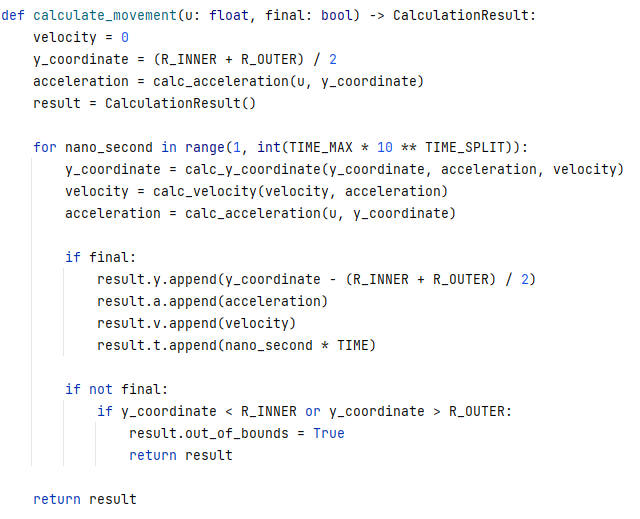 def calculate_movement(u: float, final: bool) -> CalculationResult:
    velocity = 0
    y_coordinate = (R_INNER + R_OUTER) / 2
    acceleration = calc_acceleration(u, y_coordinate)
    result = CalculationResult()

    for nano_second in range(1, int(TIME_MAX * 10 ** TIME_SPLIT)):
        y_coordinate = calc_y_coordinate(y_coordinate, acceleration, velocity)
        velocity = calc_velocity(velocity, acceleration)
        acceleration = calc_acceleration(u, y_coordinate)

        if final:
            result.y.append(y_coordinate - (R_INNER + R_OUTER) / 2)
            result.a.append(acceleration)
            result.v.append(velocity)
            result.t.append(nano_second * TIME)

        if not final:
            if y_coordinate < R_INNER or y_coordinate > R_OUTER:
                result.out_of_bounds = True
                return result

    return result